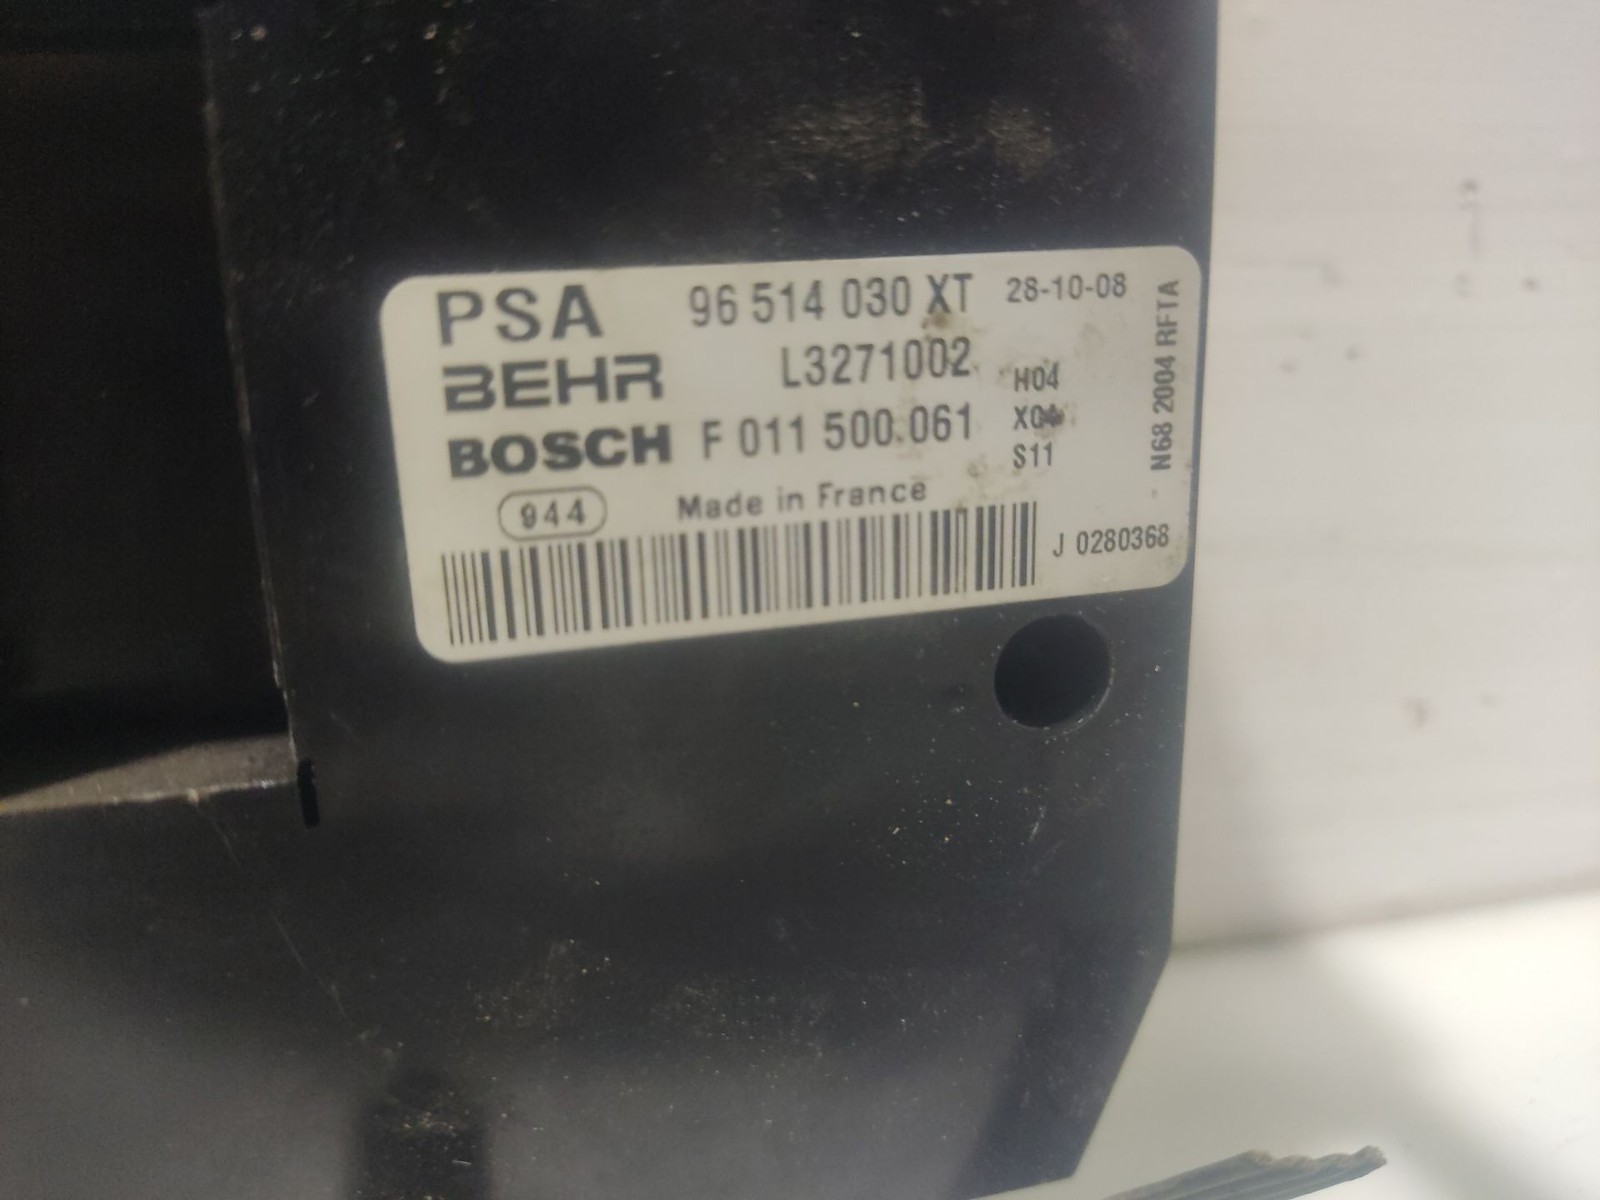 PSA 96 514 030 XT 28-10-08
BEHR L3271002 H04
BOSCH F 011 500.061 X04
S11
944 Made in France
J 0280368
N68 2004 RFTA